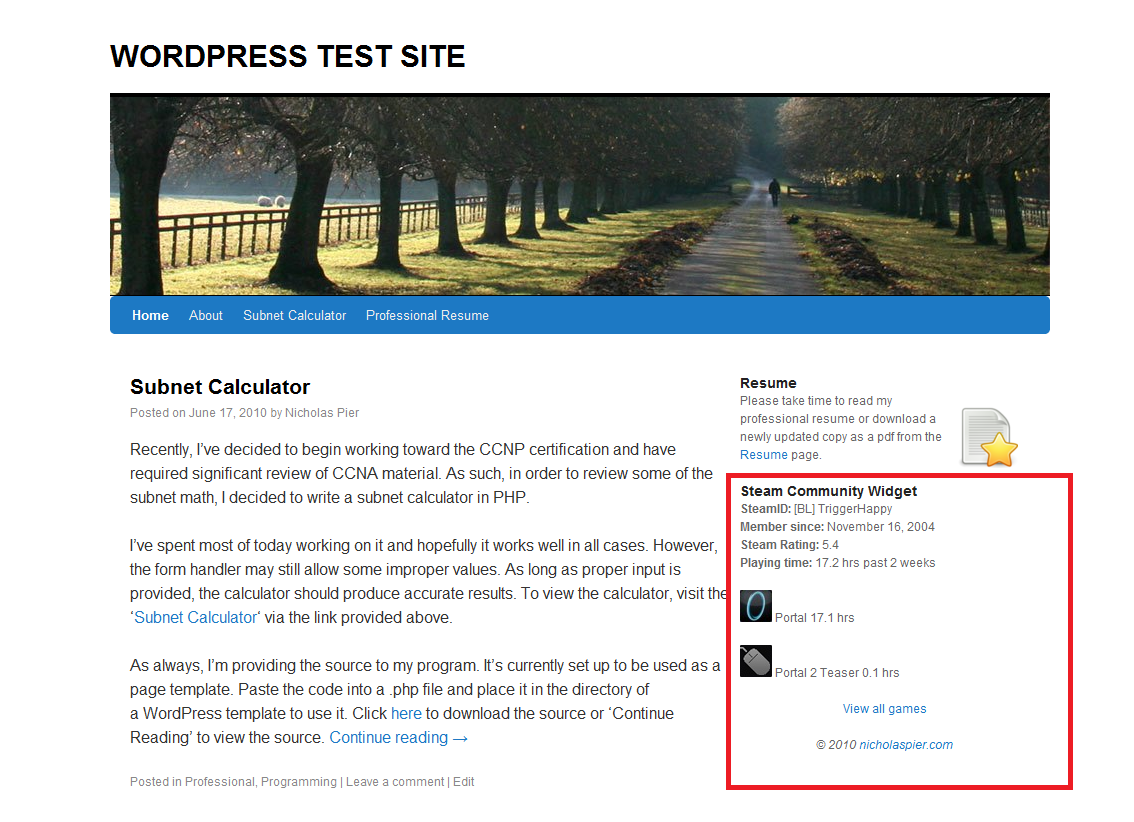 WORDPRESS TEST SITE
Home About Subnet Calculator Professional Resume
Subnet Calculator
Posted on June 17, 2010 by Nicholas Pier
Recently, I’ve decided to begin working toward the CCNP certification and have
required significant review of CCNA material. As such, in order to review some of the
subnet math, I decided to write a subnet calculator in PHP.
I’ve spent most of today working on it and hopefully it works well in all cases. However,
the form handler may still allow some improper values. As long as proper input is
provided, the calculator should produce accurate results. To view the calculator, visit the
‘Subnet Calculator‘ via the link provided above.
As always, I’m providing the source to my program. It’s currently set up to be used as a
page template. Paste the code into a .php file and place it in the directory of
a WordPress template to use it. Click here to download the source or ‘Continue
Reading’ to view the source. Continue reading →
Posted in Professional, Programming | Leave a comment | Edit
Resume
Please take time to read my
professional resume or download a
newly updated copy as a pdf from the
Resume page.
Steam Community Widget
SteamID: [BL] TriggerHappy
Member since: November 16, 2004
Steam Rating: 5.4
Playing time: 17.2 hrs past 2 weeks
Portal 17.1 hrs
Portal 2 Teaser 0.1 hrs
View all games
© 2010 nicholaspier.com